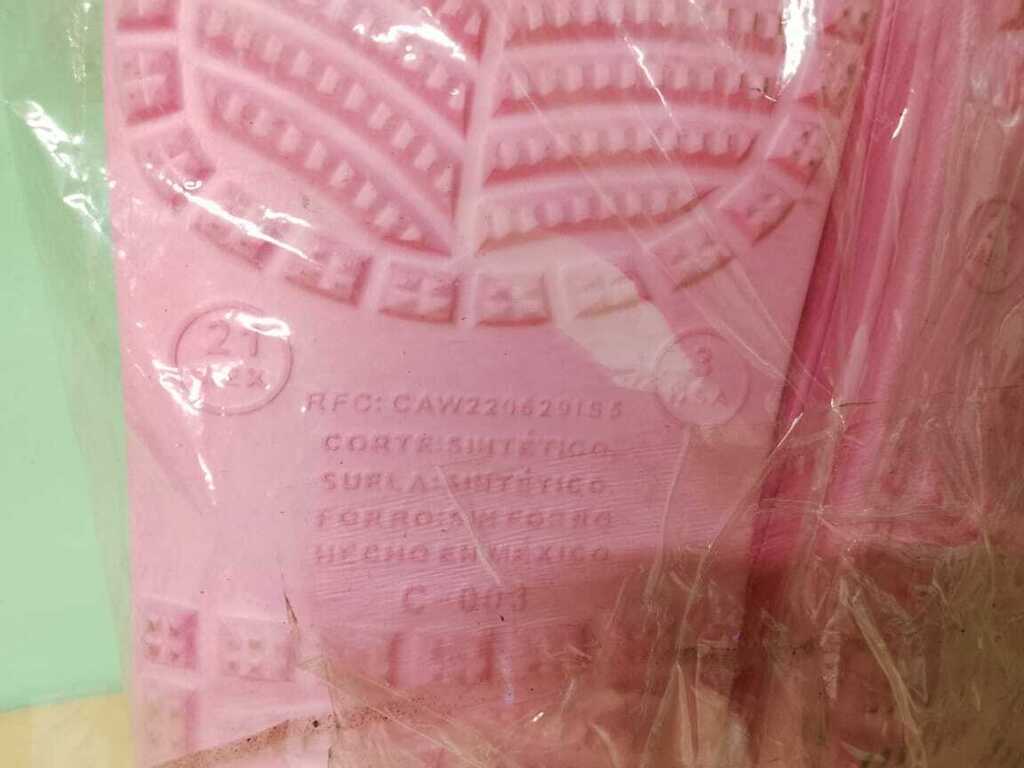 21
MEX
3
USA
RFC: CAW220629IS5
CORTE: SINTÉTICO
SUELA: SINTÉTICO
FORRO: SIN FORRO
HECHO EN MÉXICO
C-003